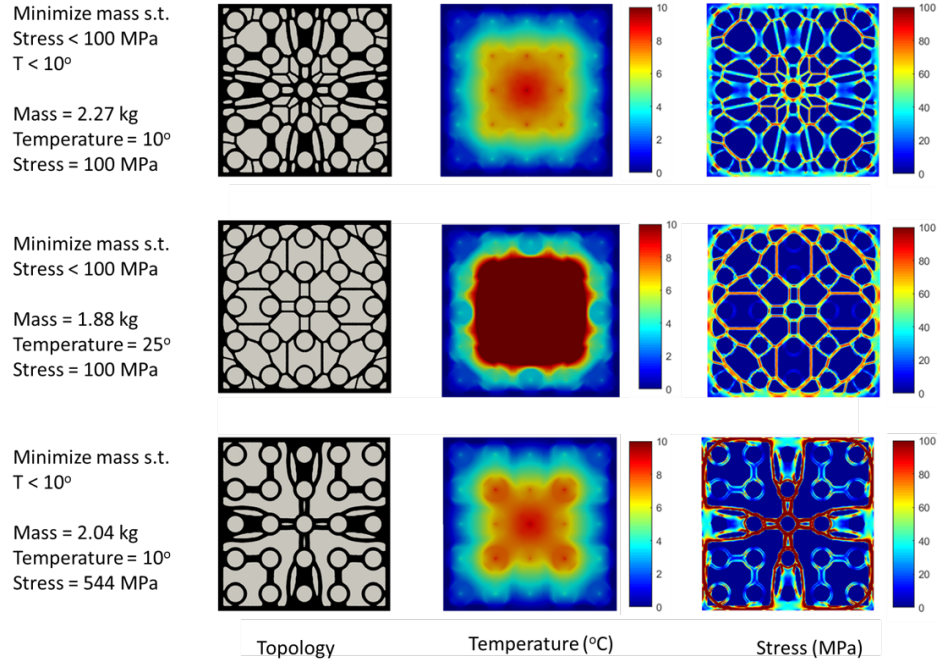 Minimize mass s.t.
Stress < 100 MPa
T < 10°
Mass = 2.27 kg
Temperature = 10°
Stress = 100 MPa
10
8
6
4
2
0
100
80
60
40
20
0
Minimize mass s.t.
Stress < 100 MPa
Mass = 1.88 kg
Temperature = 25°
Stress = 100 MPa
10
8
6
4
2
0
100
80
60
40
20
0
Minimize mass s.t.
T < 10°
Mass = 2.04 kg
Temperature = 10°
Stress = 544 MPa
10
8
6
4
2
0
100
80
60
40
20
0
Topology Temperature (°C) Stress (MPa)